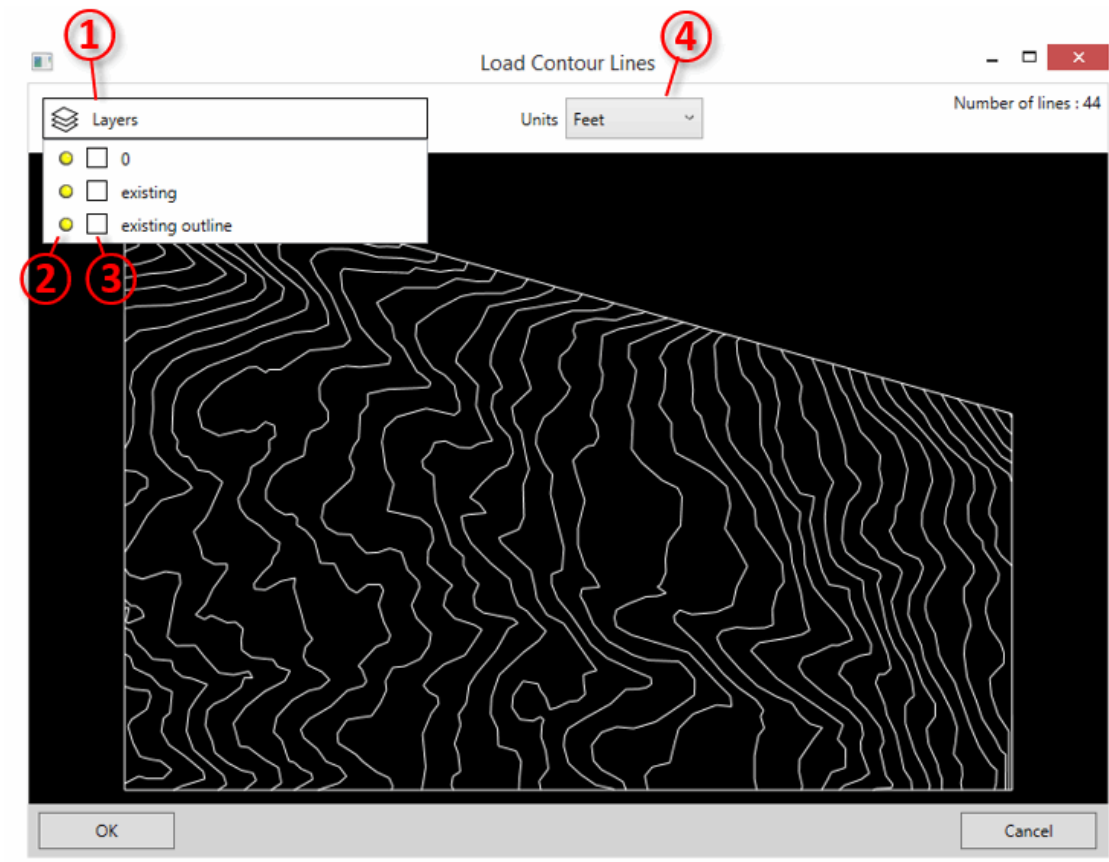 1
4
Load Contour Lines
Layers
Units Feet
Number of lines : 44
0
existing
existing outline
2
3
OK
Cancel